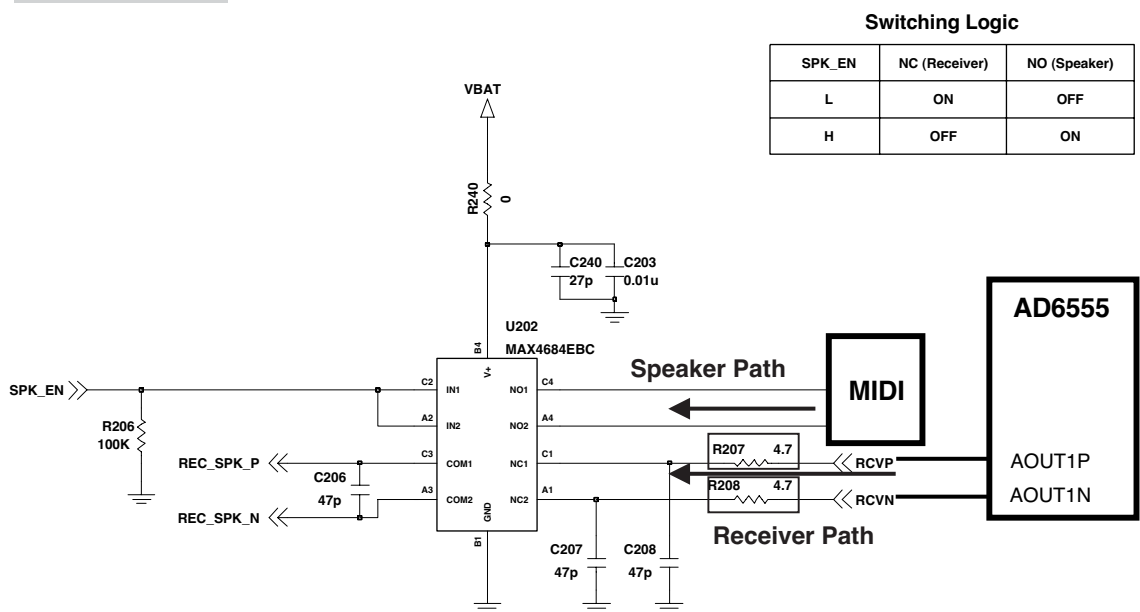 Switching Logic
SPK_EN NC (Receiver) NO (Speaker)
L ON OFF
H OFF ON
VBAT
R240
0
C240
27p
C203
0.01u
U202
MAX4684EBC
B4
V+
AD6555
Speaker Path
MIDI
SPK_EN
C2 IN1 NO1 C4
A2 IN2 NO2 A4
R206
100K
R207 4.7
REC_SPK_P
C3 COM1 NC1 C1
RCVP
AOUT1P
C206
47p
R208 4.7
A3 COM2 NC2 A1
RCVN
AOUT1N
REC_SPK_N
GND
B1
Receiver Path
C207
47p
C208
47p